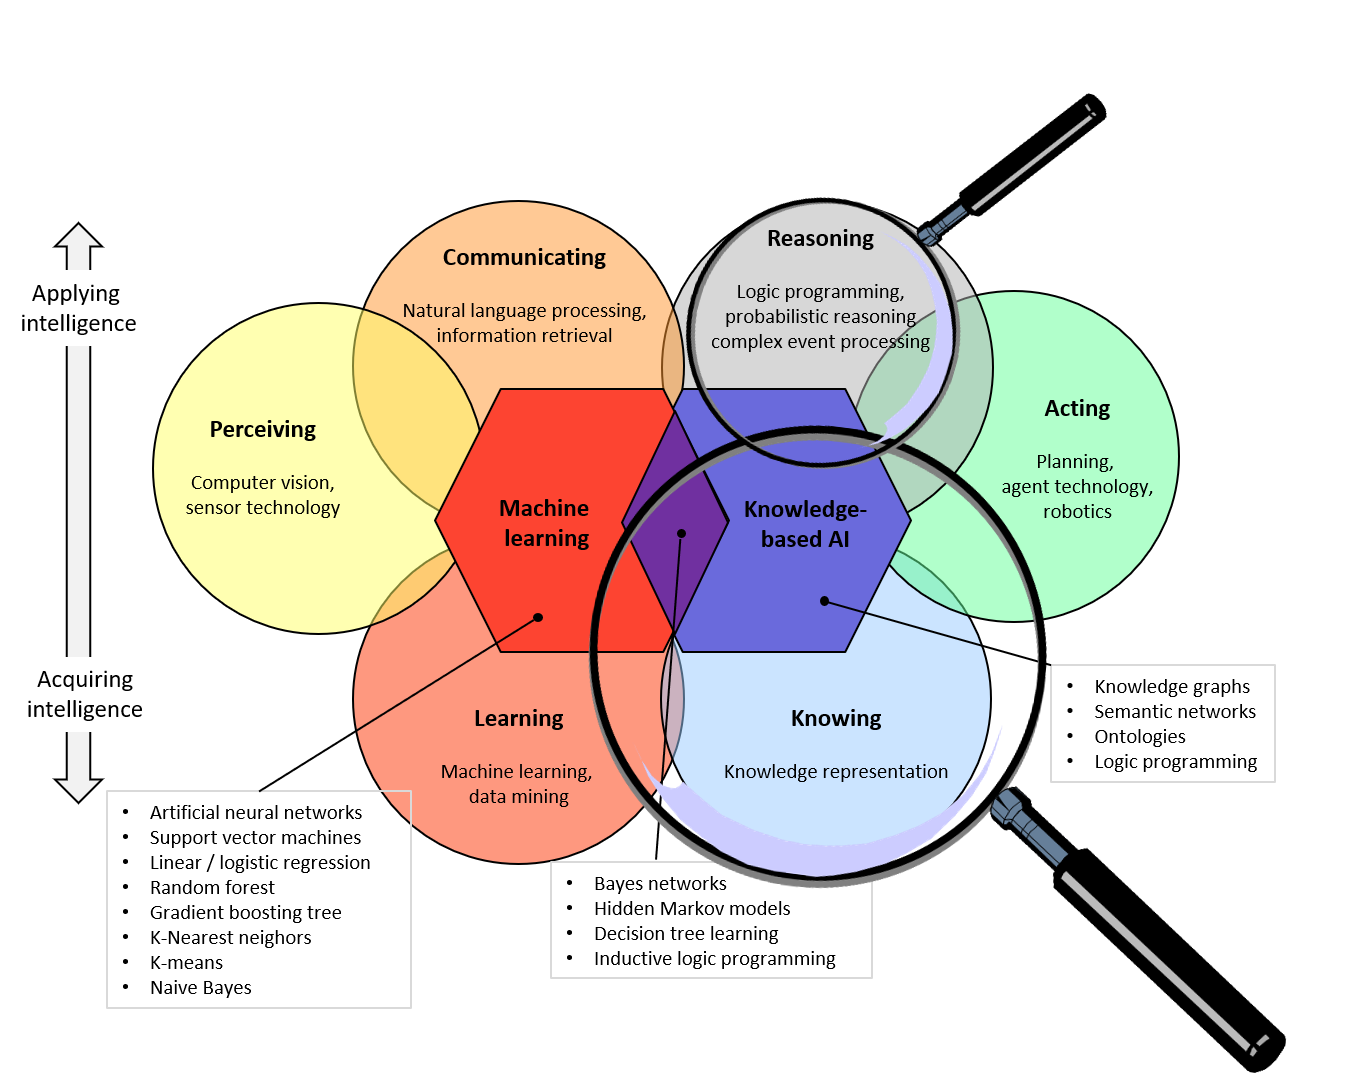 Reasoning
Communicating
Logic programming,
probabilistic reasoning
complex event processing
Natural language processing,
information retrieval
Applying
intelligence
Perceiving
Computer vision,
sensor technology
Acting
Planning,
agent technology,
robotics
Machine
learning
Knowledge-
based AI
Acquiring
intelligence
Learning
Machine learning,
data mining
Knowing
Knowledge representation
• Knowledge graphs
• Semantic networks
• Ontologies
• Logic programming
• Artificial neural networks
• Support vector machines
• Linear / logistic regression
• Random forest
• Gradient boosting tree
• K-Nearest neighors
• K-means
• Naive Bayes
• Bayes networks
• Hidden Markov models
• Decision tree learning
• Inductive logic programming